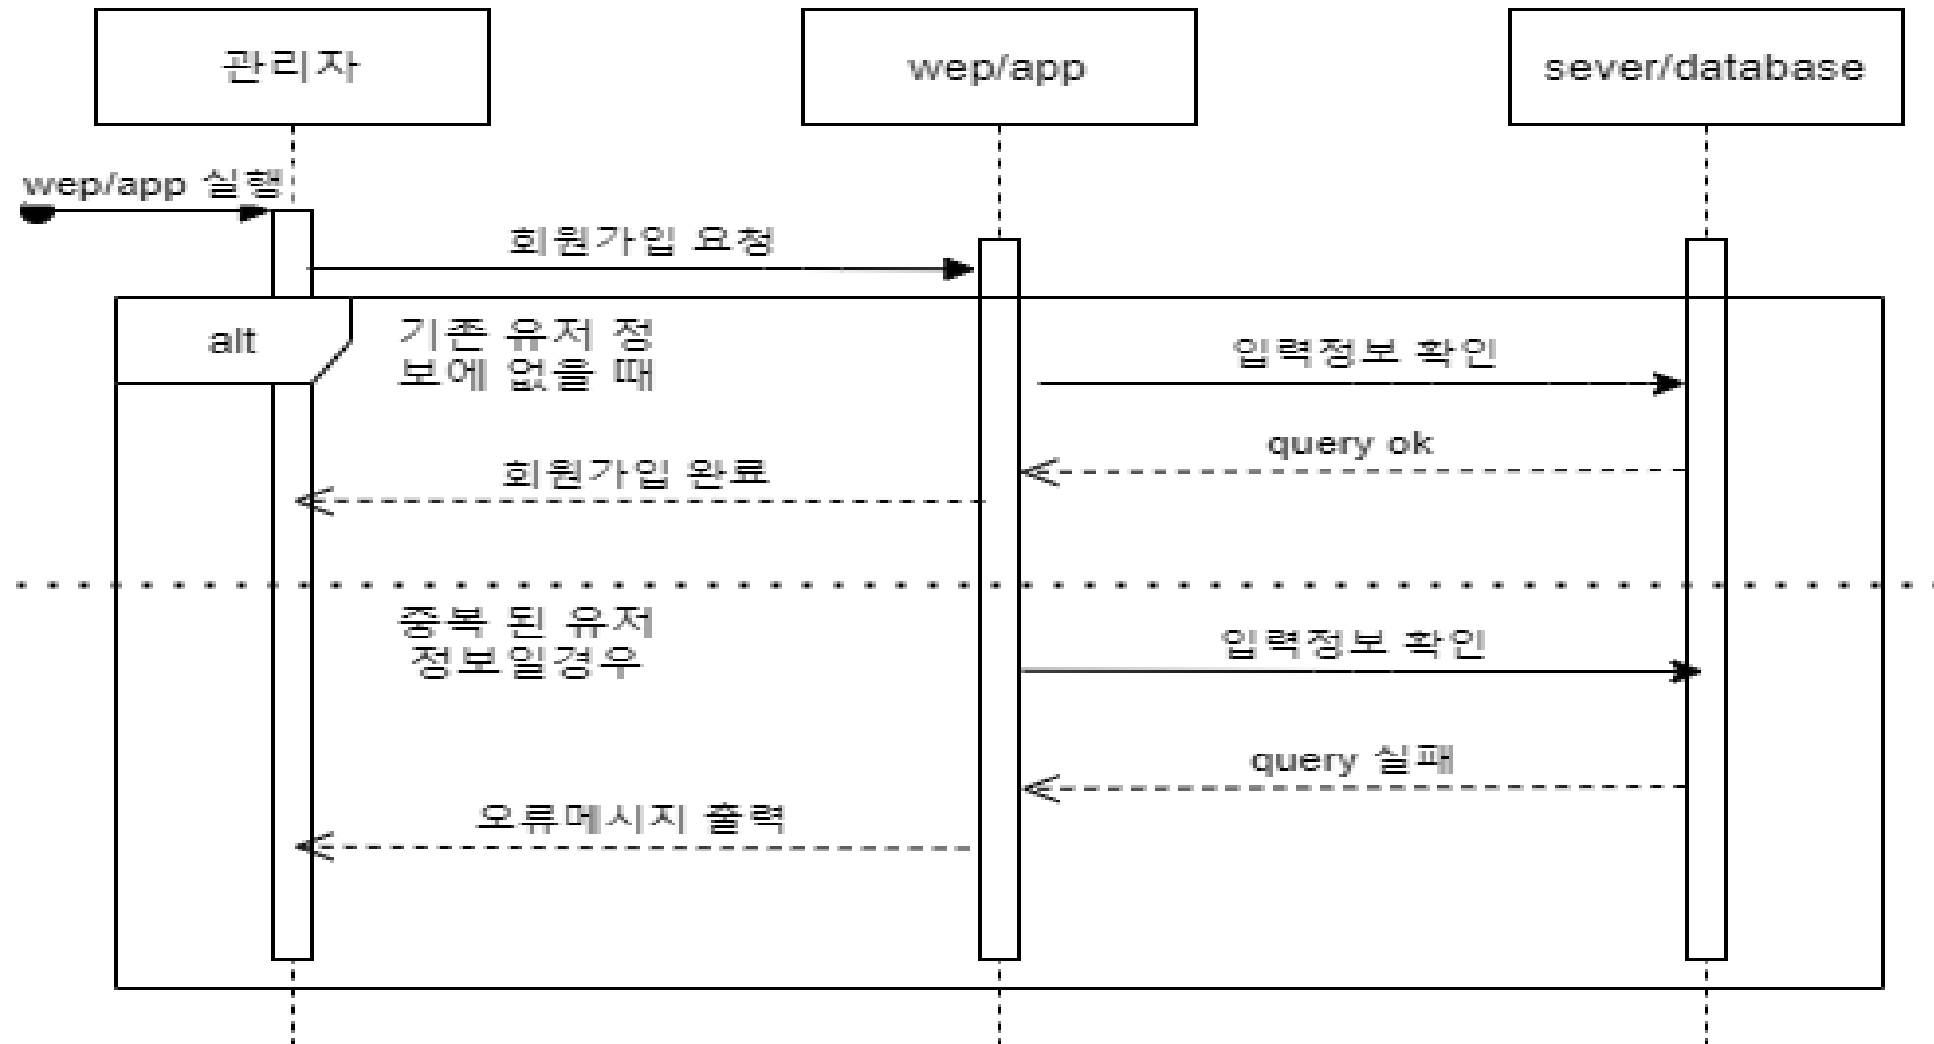 관리자
wep/app
sever/database
wep/app 실행
회원가입 요청
alt
기존 유저 정
보에 없을 때
입력정보 확인
query ok
회원가입 완료
중복 된 유저
정보일경우
입력정보 확인
query 실패
오류메시지 출력